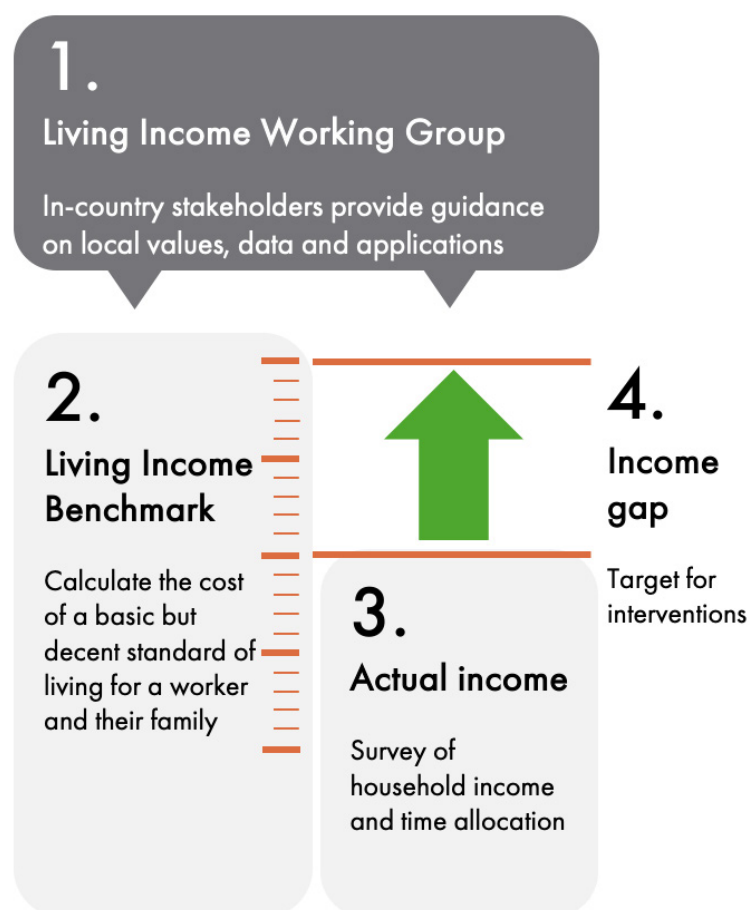 1.
Living Income Working Group
In-country stakeholders provide guidance
on local values, data and applications
2.
Living Income
Benchmark
Calculate the cost
of a basic but
decent standard of
living for a worker
and their family
3.
Actual income
Survey of
household income
and time allocation
4.
Income
gap
Target for
interventions